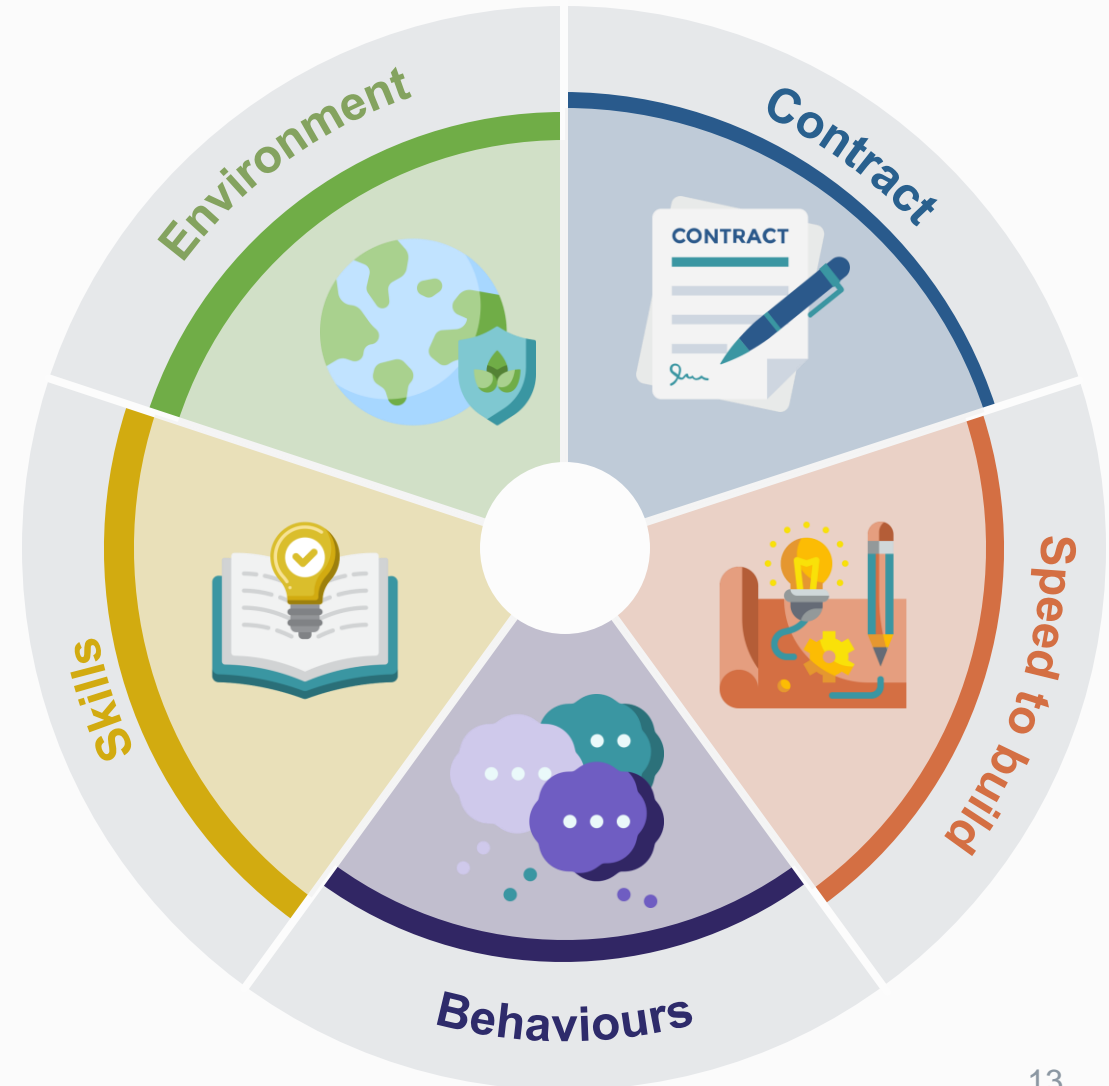 Environment
Contract
CONTRACT
Speed to build
Skills
Behaviours
13